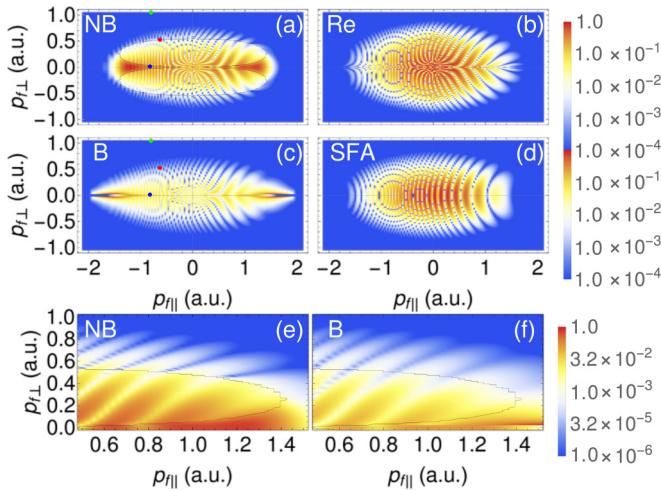 NB (a)
Re (b)
1.0
0.5
0.0
−0.5
−1.0
p_f⊥ (a.u.)
B (c)
SFA (d)
1.0
0.5
0.0
−0.5
−1.0
p_f⊥ (a.u.)
−2 −1 0 1 2
−2 −1 0 1 2
p_f|| (a.u.)
p_f|| (a.u.)
1.0
1.0 × 10⁻¹
1.0 × 10⁻²
1.0 × 10⁻³
1.0 × 10⁻⁴
1.0 × 10⁻¹
1.0 × 10⁻²
1.0 × 10⁻³
1.0 × 10⁻⁴
NB (e)
B (f)
1.0
0.8
0.6
0.4
0.2
0.0
p_f⊥ (a.u.)
0.6 0.8 1.0 1.2 1.4
0.6 0.8 1.0 1.2 1.4
p_f|| (a.u.)
p_f|| (a.u.)
1.0
3.2 × 10⁻²
1.0 × 10⁻³
3.2 × 10⁻⁵
1.0 × 10⁻⁶